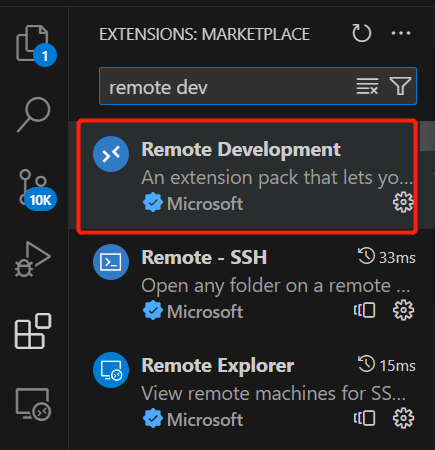 EXTENSIONS: MARKETPLACE
1
remote dev
Remote Development
An extension pack that lets yo...
Microsoft
10K
Remote - SSH
33ms
Open any folder on a remote ...
Microsoft
Remote Explorer
15ms
View remote machines for SS...
Microsoft